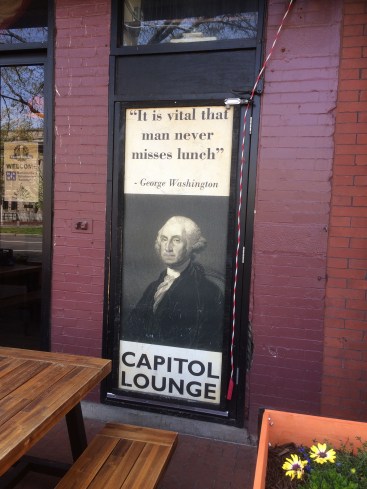 "It is vital that
man never
misses lunch"
- George Washington
CAPITOL
LOUNGE